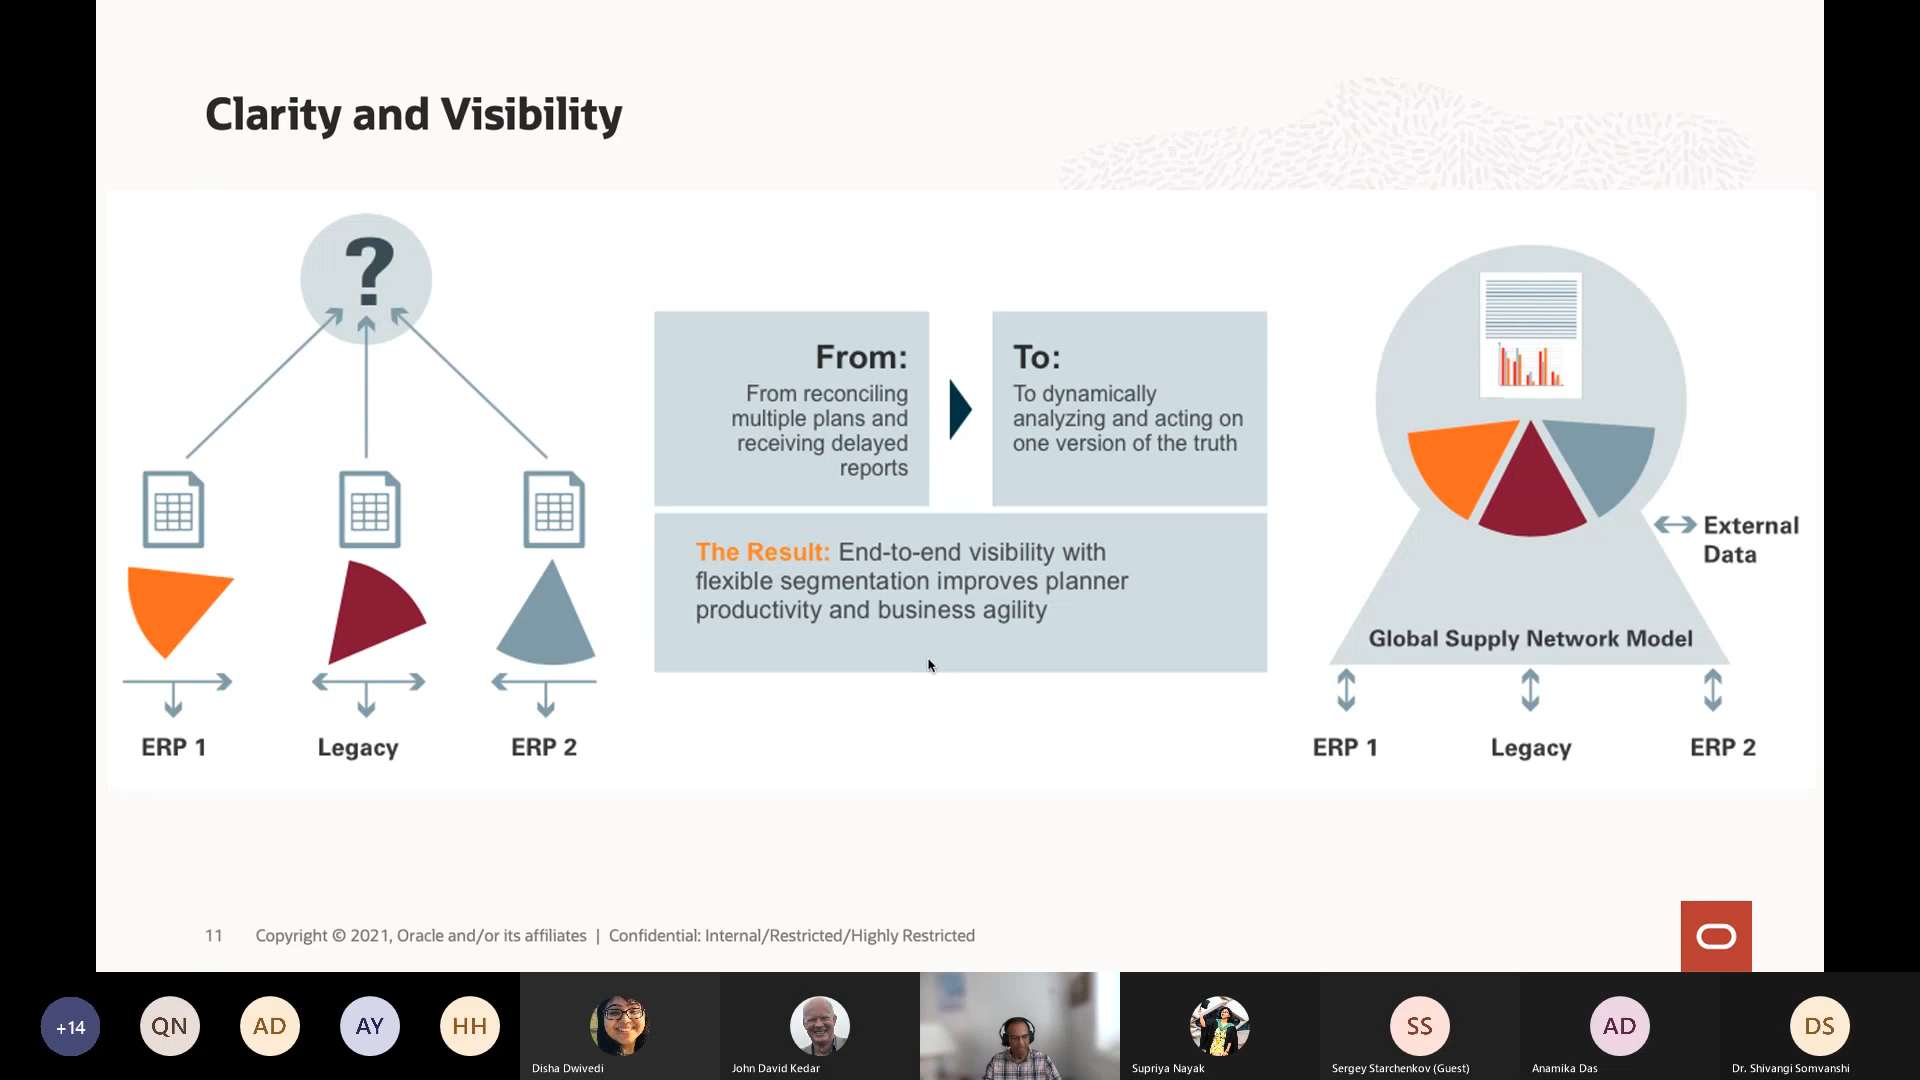 Clarity and Visibility
?
ERP 1
Legacy
ERP 2
From:
From reconciling
multiple plans and
receiving delayed
reports
To:
To dynamically
analyzing and acting on
one version of the truth
The Result: End-to-end visibility with
flexible segmentation improves planner
productivity and business agility
External
Data
Global Supply Network Model
ERP 1
Legacy
ERP 2
11
Copyright © 2021, Oracle and/or its affiliates | Confidential: Internal/Restricted/Highly Restricted
+14
QN
AD
AY
HH
Disha Dwivedi
John David Kedar
Supriya Nayak
SS
Sergey Starchenkov (Guest)
AD
Anamika Das
DS
Dr. Shivangi Somvanshi